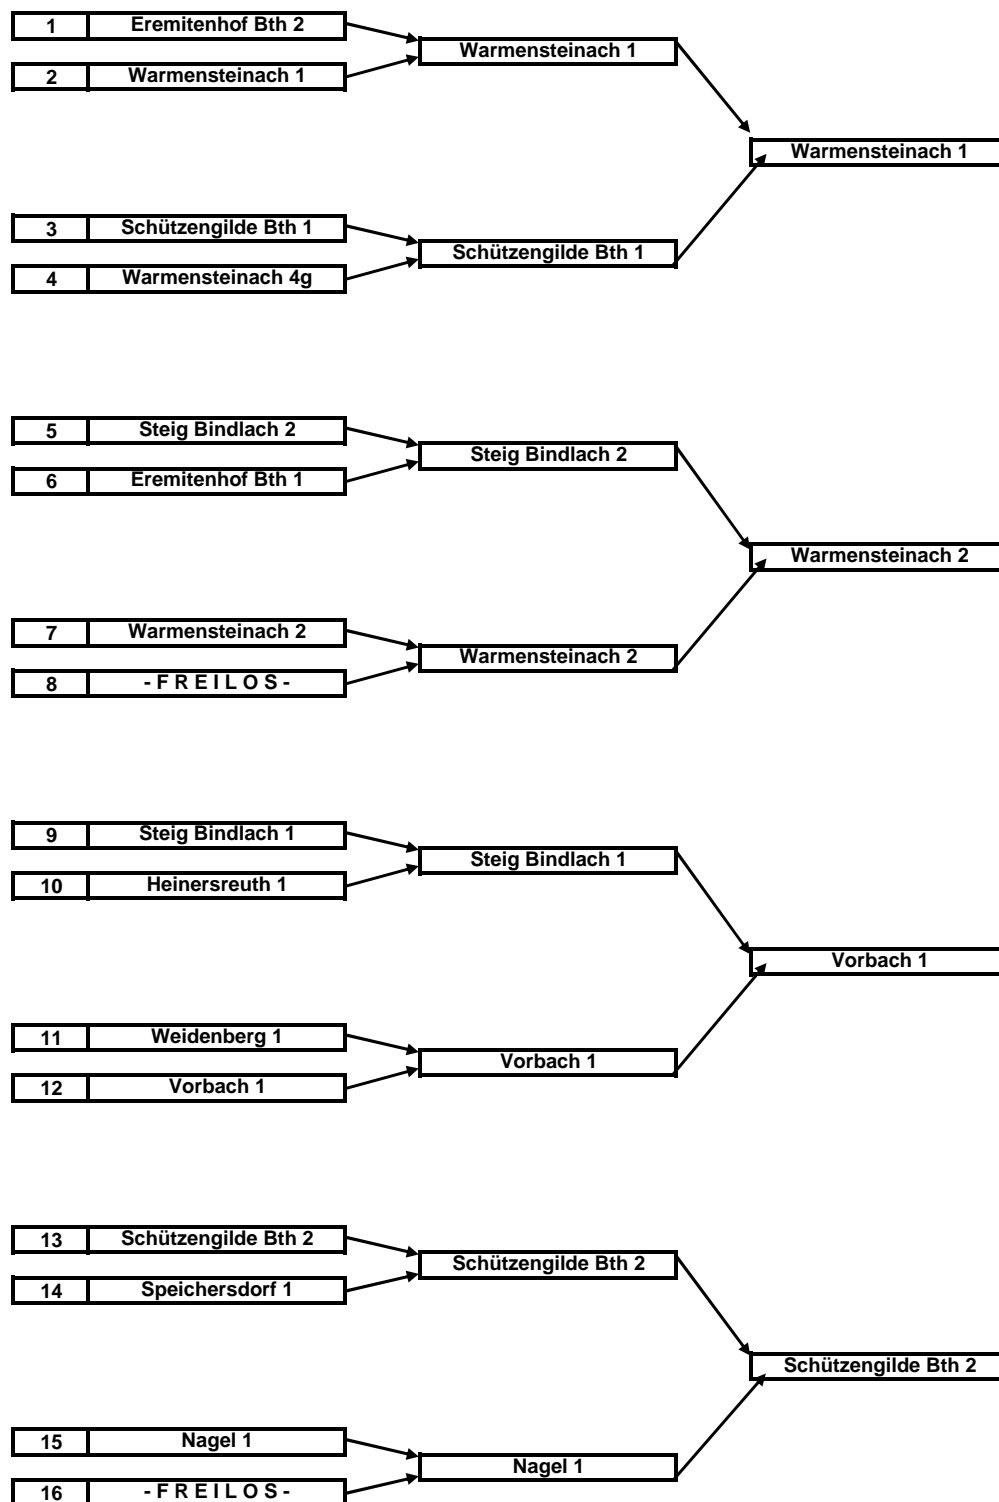 1 Eremitenhof Bth 2
Warmensteinach 1
2 Warmensteinach 1
Warmensteinach 1
3 Schützengilde Bth 1
Schützengilde Bth 1
4 Warmensteinach 4g
5 Steig Bindlach 2
Steig Bindlach 2
6 Eremitenhof Bth 1
Warmensteinach 2
7 Warmensteinach 2
Warmensteinach 2
8 - F R E I L O S -
9 Steig Bindlach 1
Steig Bindlach 1
10 Heinersreuth 1
Vorbach 1
11 Weidenberg 1
Vorbach 1
12 Vorbach 1
13 Schützengilde Bth 2
Schützengilde Bth 2
14 Speichersdorf 1
Schützengilde Bth 2
15 Nagel 1
Nagel 1
16 - F R E I L O S -